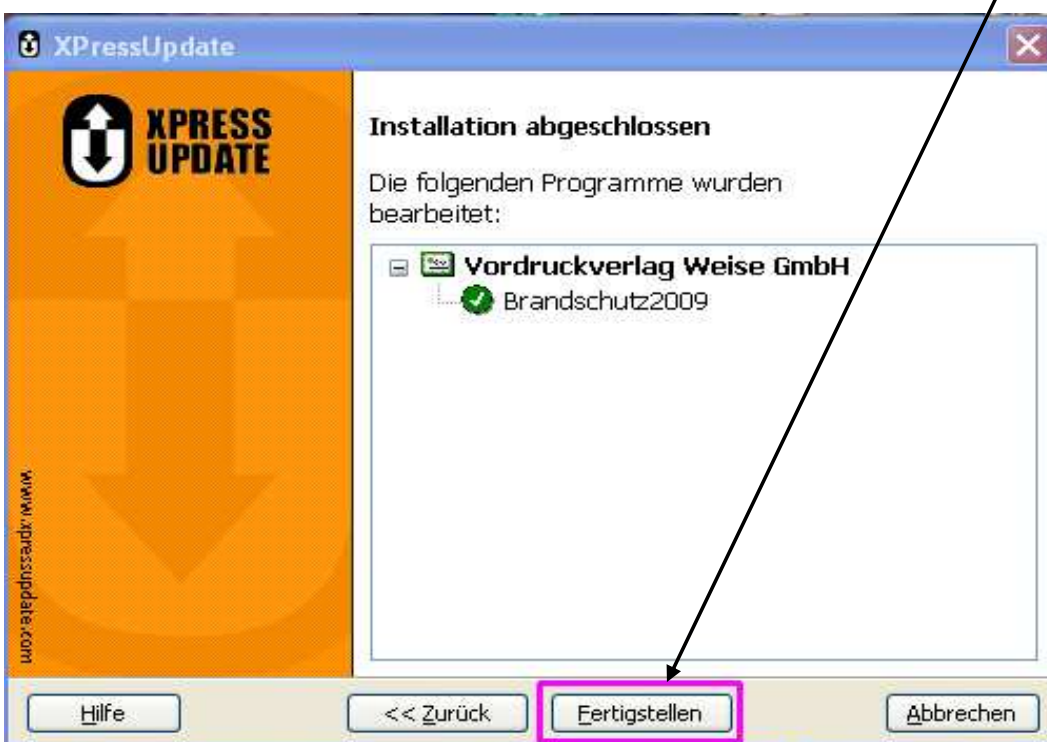 XPressUpdate
XPRESS
UPDATE
Installation abgeschlossen
Die folgenden Programme wurden
bearbeitet:
Vordruckverlag Weise GmbH
Brandschutz2009
www.xpressupdate.com
Hilfe
<< Zurück
Fertigstellen
Abbrechen